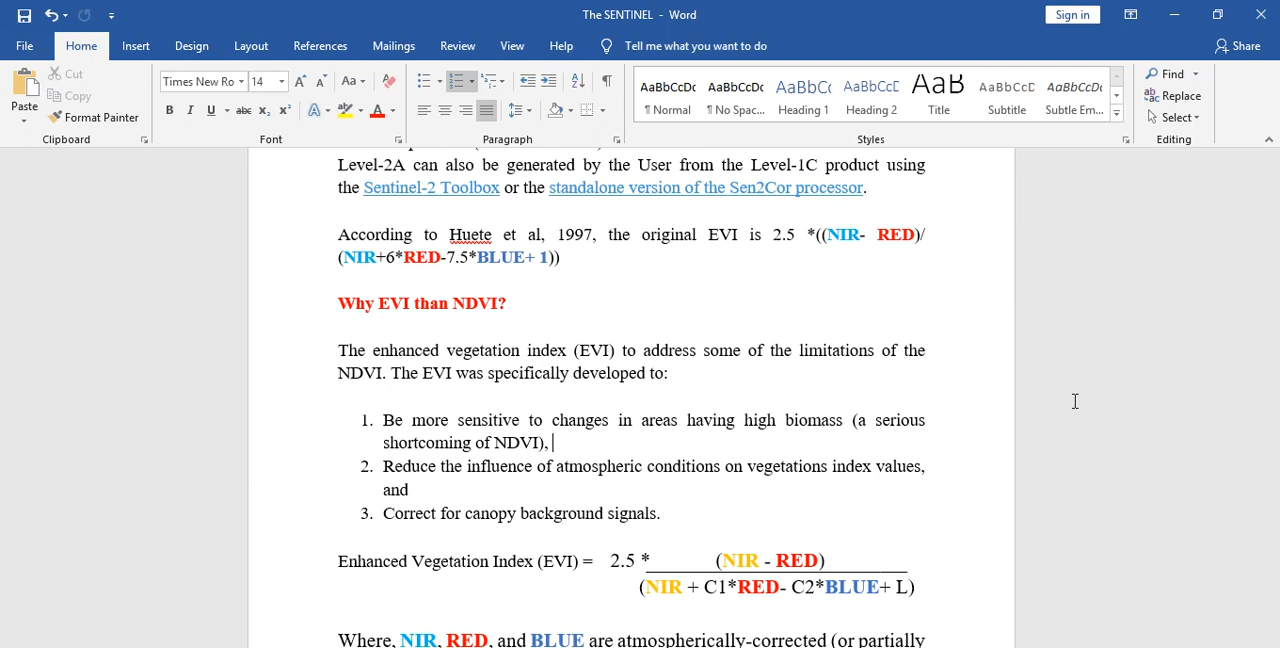 The SENTINEL - Word
Sign in
File Home Insert Design Layout References Mailings Review View Help Tell me what you want to do Share
Paste Cut Copy Format Painter
Times New Ro 14 Aa
B I U abc X₂ X² A A
AaBbCcDc AaBbCcDc AaBbCc AaBbCcD AaB AaBbCcD AaBbCcDc
¶ Normal ¶ No Spac... Heading 1 Heading 2 Title Subtitle Subtle Em...
Find Replace Select
Clipboard Font Paragraph Styles Editing
Level-2A can also be generated by the User from the Level-1C product using
the Sentinel-2 Toolbox or the standalone version of the Sen2Cor processor.
According to Huete et al, 1997, the original EVI is 2.5 *((NIR- RED)/
(NIR+6*RED-7.5*BLUE+ 1))
Why EVI than NDVI?
The enhanced vegetation index (EVI) to address some of the limitations of the
NDVI. The EVI was specifically developed to:
1. Be more sensitive to changes in areas having high biomass (a serious
shortcoming of NDVI),
2. Reduce the influence of atmospheric conditions on vegetations index values,
and
3. Correct for canopy background signals.
Enhanced Vegetation Index (EVI) = 2.5 * (NIR - RED)
(NIR + C1*RED- C2*BLUE+ L)
Where, NIR, RED, and BLUE are atmospherically-corrected (or partially